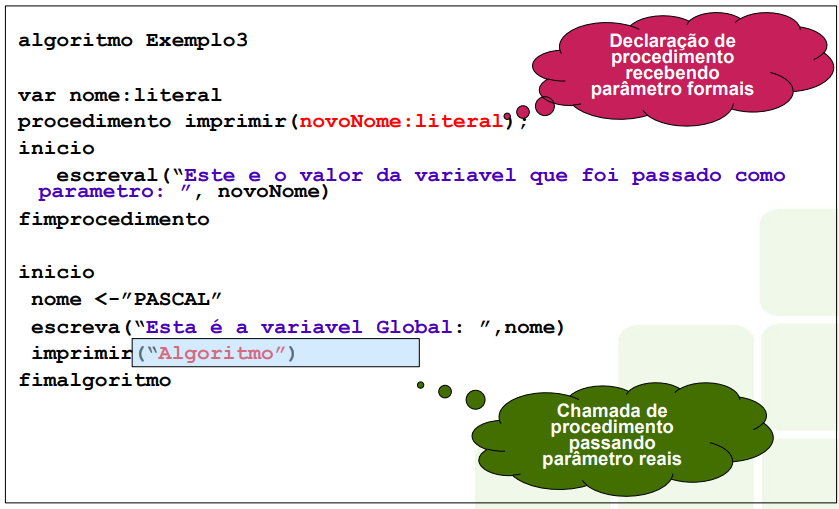 algoritmo Exemplo3
Declaração de
procedimento
recebendo
parâmetro formais
var nome:literal
procedimento imprimir(novoNome:literal);
inicio
escreval(“Este e o valor da variavel que foi passado como
parametro: ”, novoNome)
fimprocedimento
inicio
nome <-”PASCAL”
escreva(“Esta é a variavel Global: ”,nome)
imprimir(“Algoritmo”)
fimalgoritmo
Chamada de
procedimento
passando
parâmetro reais